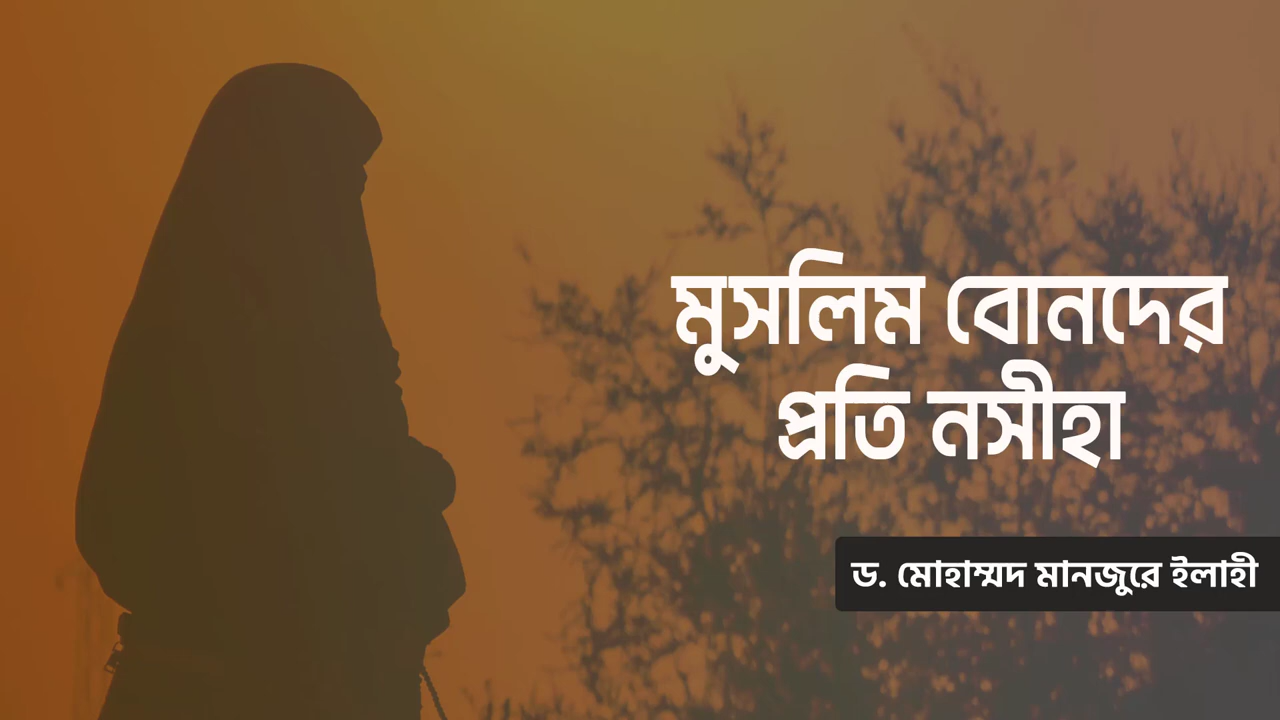 মুসলিম বোনদের
প্রতি নসীহা
ড. মোহাম্মদ মানজুরে ইলাহী